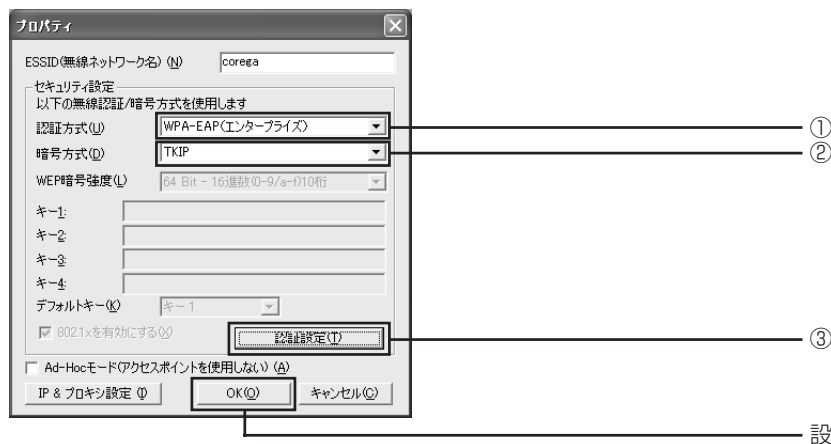 プロパティ
ESSID(無線ネットワーク名) (N) corega
セキュリティ設定
以下の無線認証/暗号方式を使用します
認証方式(U) WPA-EAP(エンタープライズ) ①
暗号方式(D) TKIP ②
WEP暗号強度(L) 64 Bit - 16進数(0-9/a-f)10桁
キー1:
キー2:
キー3:
キー4:
デフォルトキー(K) キー 1
802.1xを有効にする(X) 認証設定(T) ③
Ad-Hocモード(アクセスポイントを使用しない) (A)
IP & プロキシ設定 (I) OK(O) キャンセル(C)
設